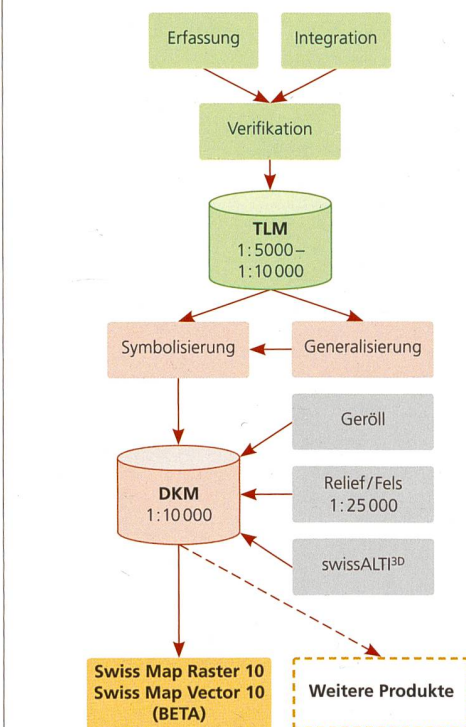 Erfassung
Integration
Verifikation
TLM
1:5000–
1:10 000
Symbolisierung
Generalisierung
Geröll
DKM
1:10 000
Relief/Fels
1:25 000
swissALTI3D
Swiss Map Raster 10
Swiss Map Vector 10
(BETA)
Weitere Produkte